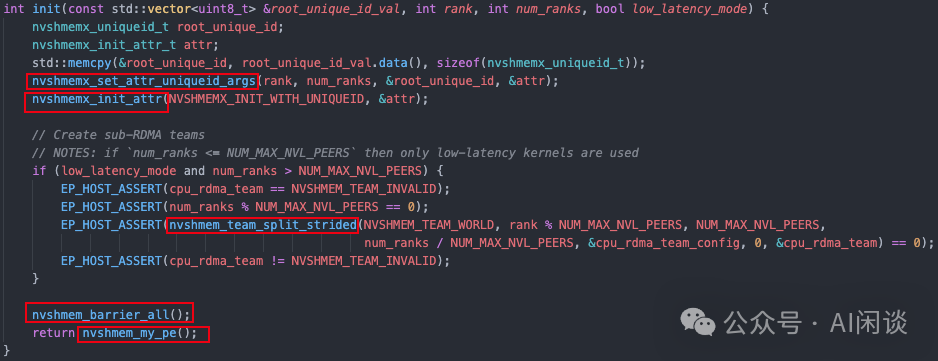 int init(const std::vector<uint8_t> &root_unique_id_val, int rank, int num_ranks, bool low_latency_mode) {
    nvshmemx_uniqueid_t root_unique_id;
    nvshmemx_init_attr_t attr;
    std::memcpy(&root_unique_id, root_unique_id_val.data(), sizeof(nvshmemx_uniqueid_t));
    nvshmemx_set_attr_uniqueid_args(rank, num_ranks, &root_unique_id, &attr);
    nvshmemx_init_attr(NVSHMEMX_INIT_WITH_UNIQUEID, &attr);

    // Create sub-RDMA teams
    // NOTES: if `num_ranks <= NUM_MAX_NVL_PEERS` then only low-latency kernels are used
    if (low_latency_mode and num_ranks > NUM_MAX_NVL_PEERS) {
        EP_HOST_ASSERT(cpu_rdma_team == NVSHMEM_TEAM_INVALID);
        EP_HOST_ASSERT(num_ranks % NUM_MAX_NVL_PEERS == 0);
        EP_HOST_ASSERT(nvshmem_team_split_strided(NVSHMEM_TEAM_WORLD, rank % NUM_MAX_NVL_PEERS, NUM_MAX_NVL_PEERS,
                                                  num_ranks / NUM_MAX_NVL_PEERS, &cpu_rdma_team_config, 0, &cpu_rdma_team) == 0);
        EP_HOST_ASSERT(cpu_rdma_team != NVSHMEM_TEAM_INVALID);
    }

    nvshmem_barrier_all();
    return nvshmem_my_pe();
}
公众号 · AI闲谈